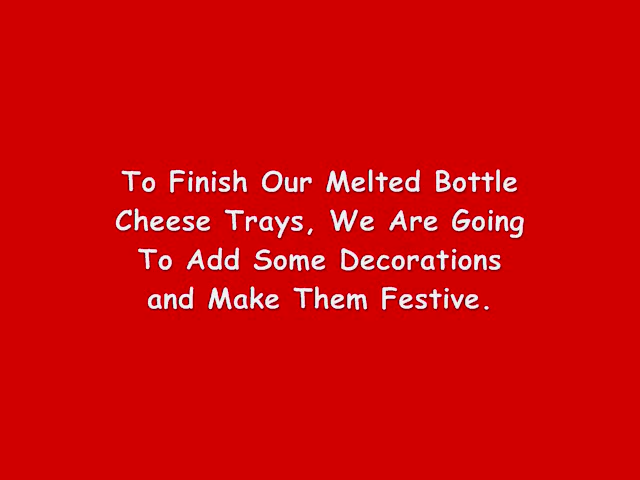 To Finish Our Melted Bottle
Cheese Trays, We Are Going
To Add Some Decorations
and Make Them Festive.